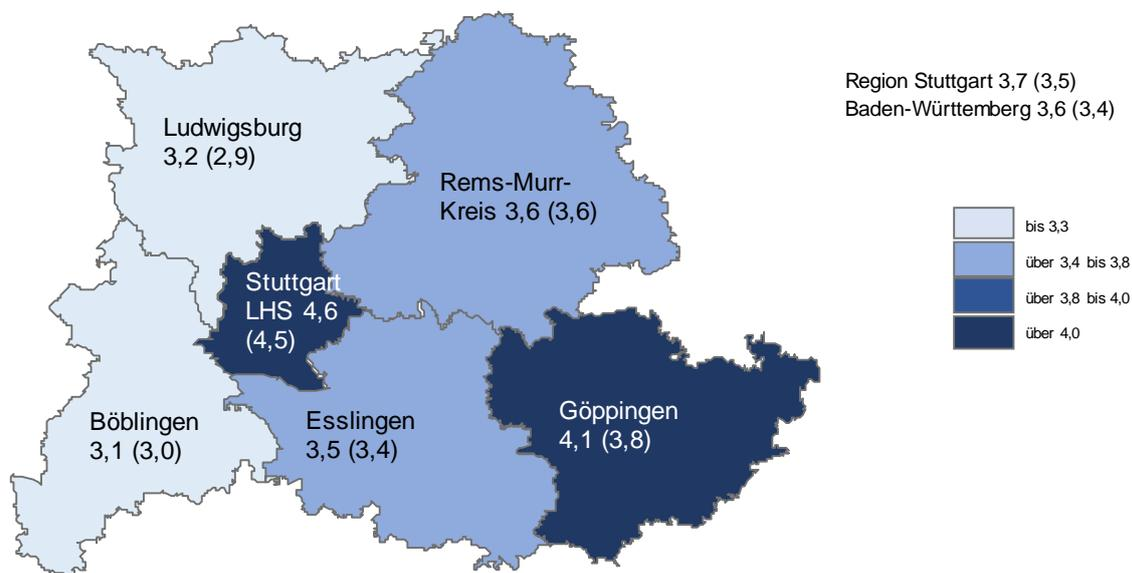 Region Stuttgart 3,7 (3,5)
Baden-Württemberg 3,6 (3,4)
Ludwigsburg
3,2 (2,9)
Rems-Murr-
Kreis 3,6 (3,6)
Stuttgart
LHS 4,6
(4,5)
Böblingen
3,1 (3,0)
Esslingen
3,5 (3,4)
Göppingen
4,1 (3,8)
bis 3,3
über 3,4 bis 3,8
über 3,8 bis 4,0
über 4,0